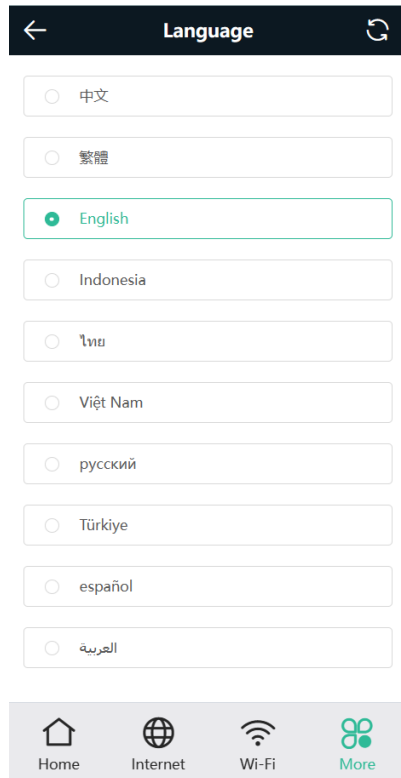 Language
中文
繁體
English
Indonesia
ไทย
Việt Nam
русский
Türkiye
español
العربية
Home Internet Wi-Fi More